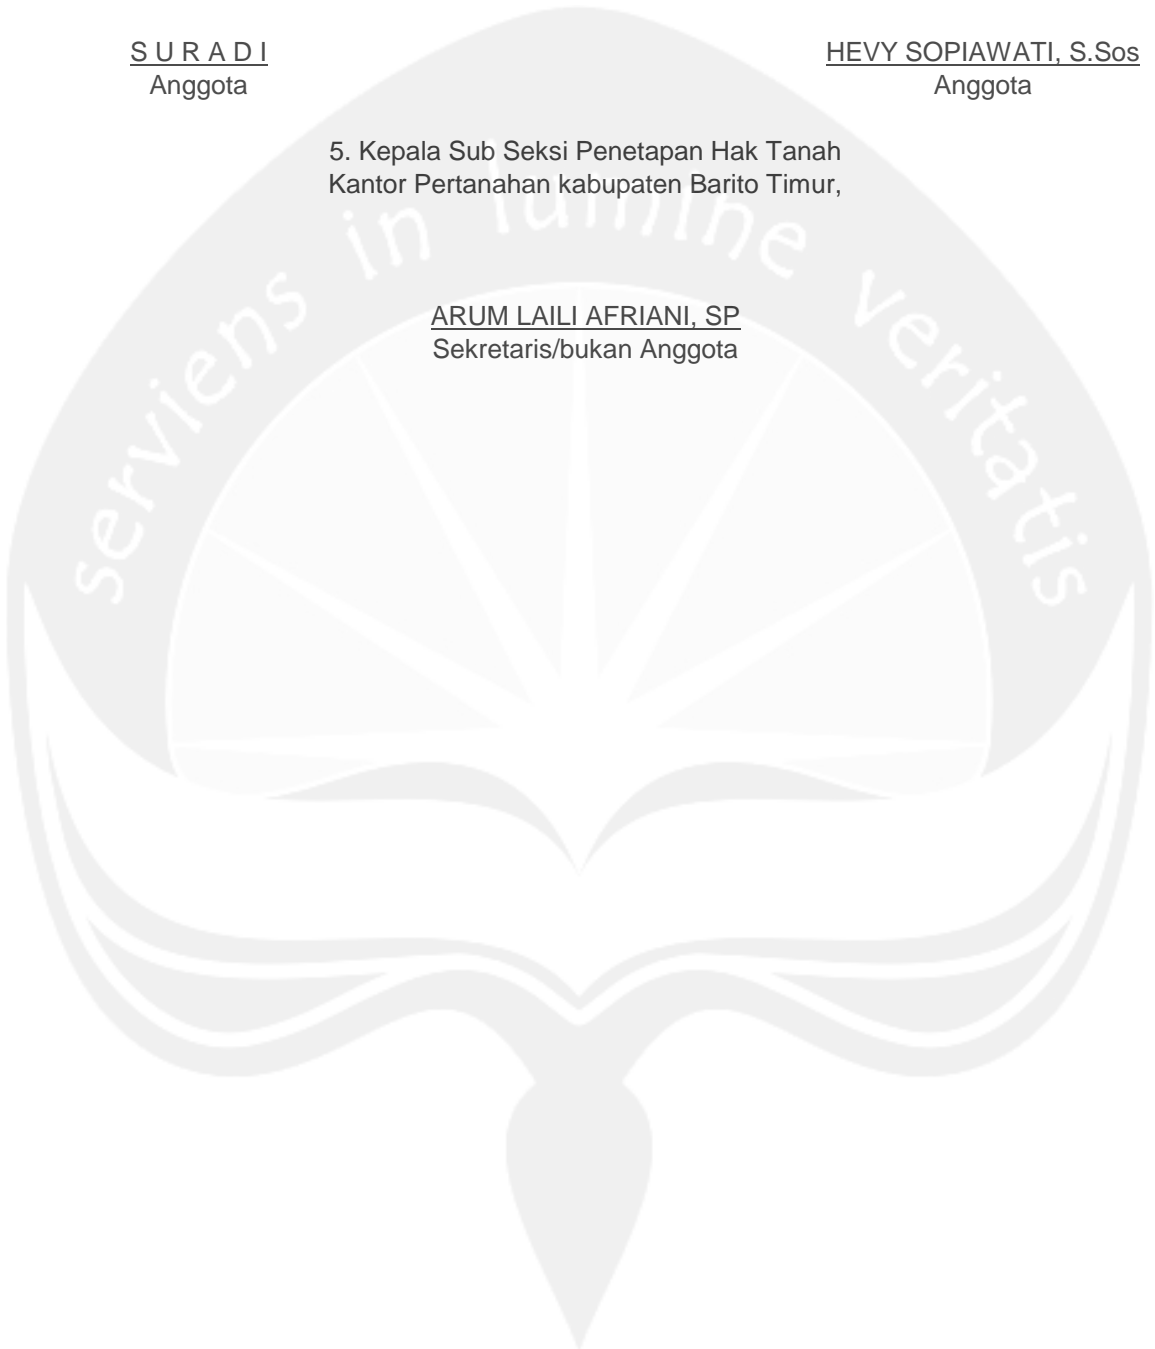 S U R A D I HEVY SOPIAWATI, S.Sos
Anggota Anggota
5. Kepala Sub Seksi Penetapan Hak Tanah
Kantor Pertanahan kabupaten Barito Timur,
serviens in lumine veritatis
ARUM LAILI AFRIANI, SP
Sekretaris/bukan Anggota